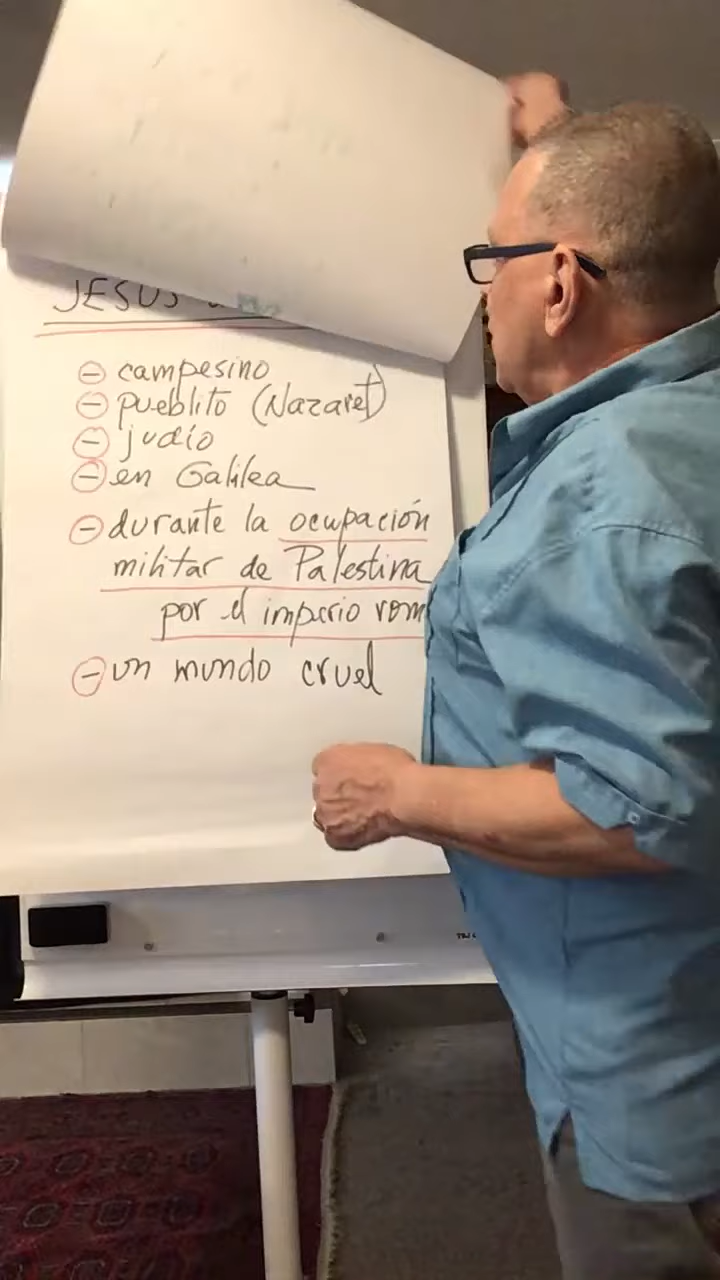 JESUS
⊖ campesino
⊖ pueblito (Nazaret)
⊖ judío
⊖ en Galilea
⊖ durante la ocupación
militar de Palestina
por el imperio rom
⊖ un mundo cruel